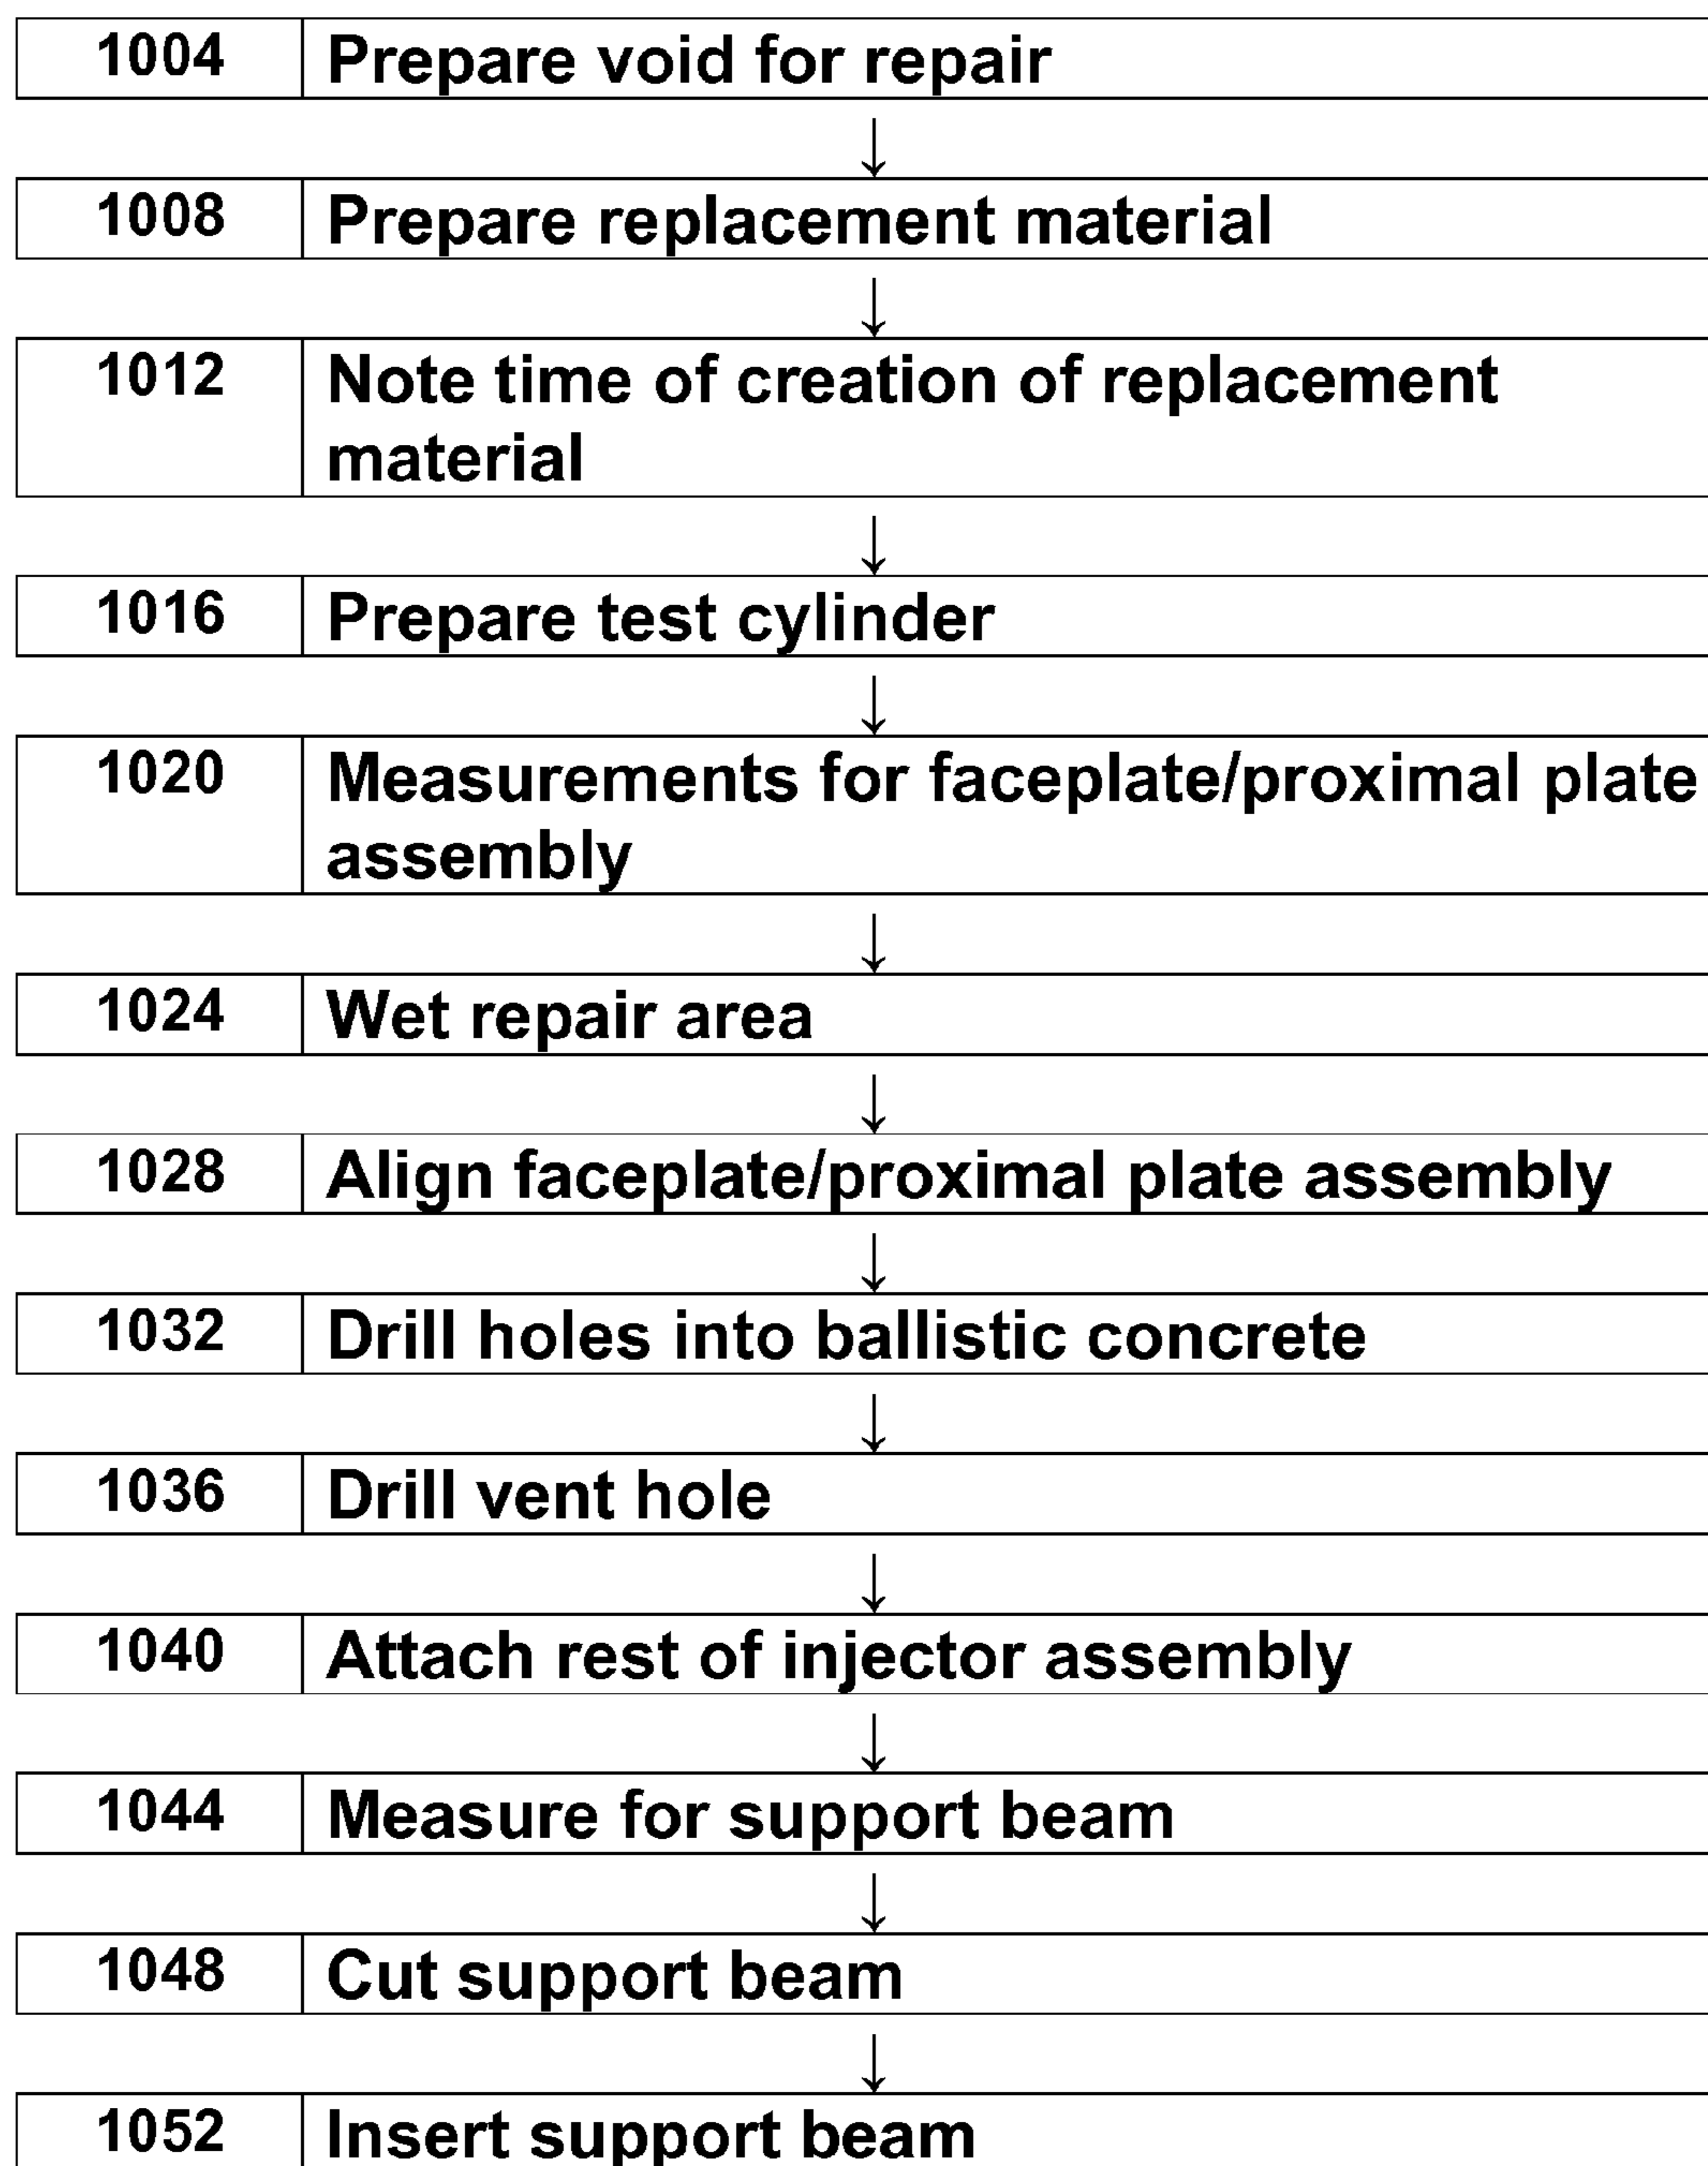 1004 Prepare void for repair
↓
1008 Prepare replacement material
↓
1012 Note time of creation of replacement
material
↓
1016 Prepare test cylinder
↓
1020 Measurements for faceplate/proximal plate
assembly
↓
1024 Wet repair area
↓
1028 Align faceplate/proximal plate assembly
↓
1032 Drill holes into ballistic concrete
↓
1036 Drill vent hole
↓
1040 Attach rest of injector assembly
↓
1044 Measure for support beam
↓
1048 Cut support beam
↓
1052 Insert support beam